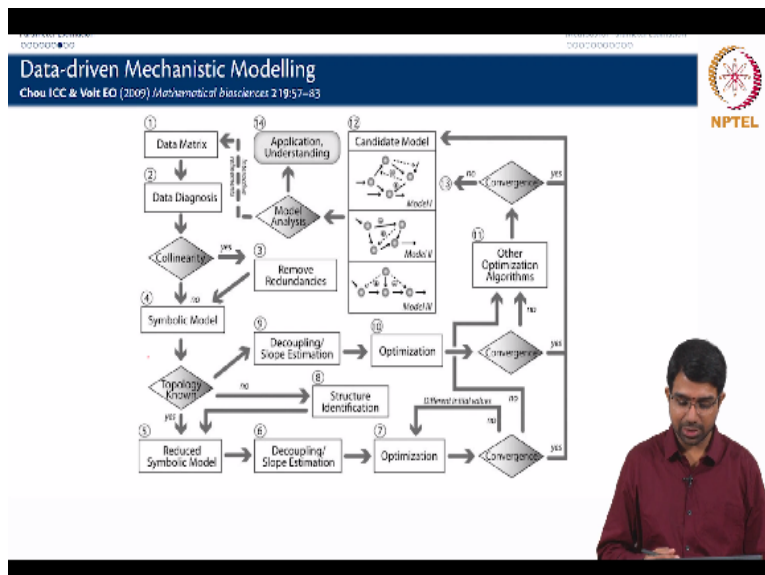 Data-driven Mechanistic Modelling
Chou ICC & Voit EO (2009) Mathematical biosciences 219:57–83
NPTEL
1
Data Matrix
2
Data Diagnosis
Collinearity
yes
no
3
Remove
Redundancies
4
Symbolic Model
Topology
Known
yes
no
5
Reduced
Symbolic Model
6
Decoupling/
Slope Estimation
7
Optimization
Different initial values
no
Convergence
yes
no
8
Structure
Identification
9
Decoupling/
Slope Estimation
10
Optimization
Convergence
yes
no
11
Other
Optimization
Algorithms
Convergence
yes
no
13
12
Candidate Model
Model I
Model II
Model
Model
Analysis
14
Application,
Understanding